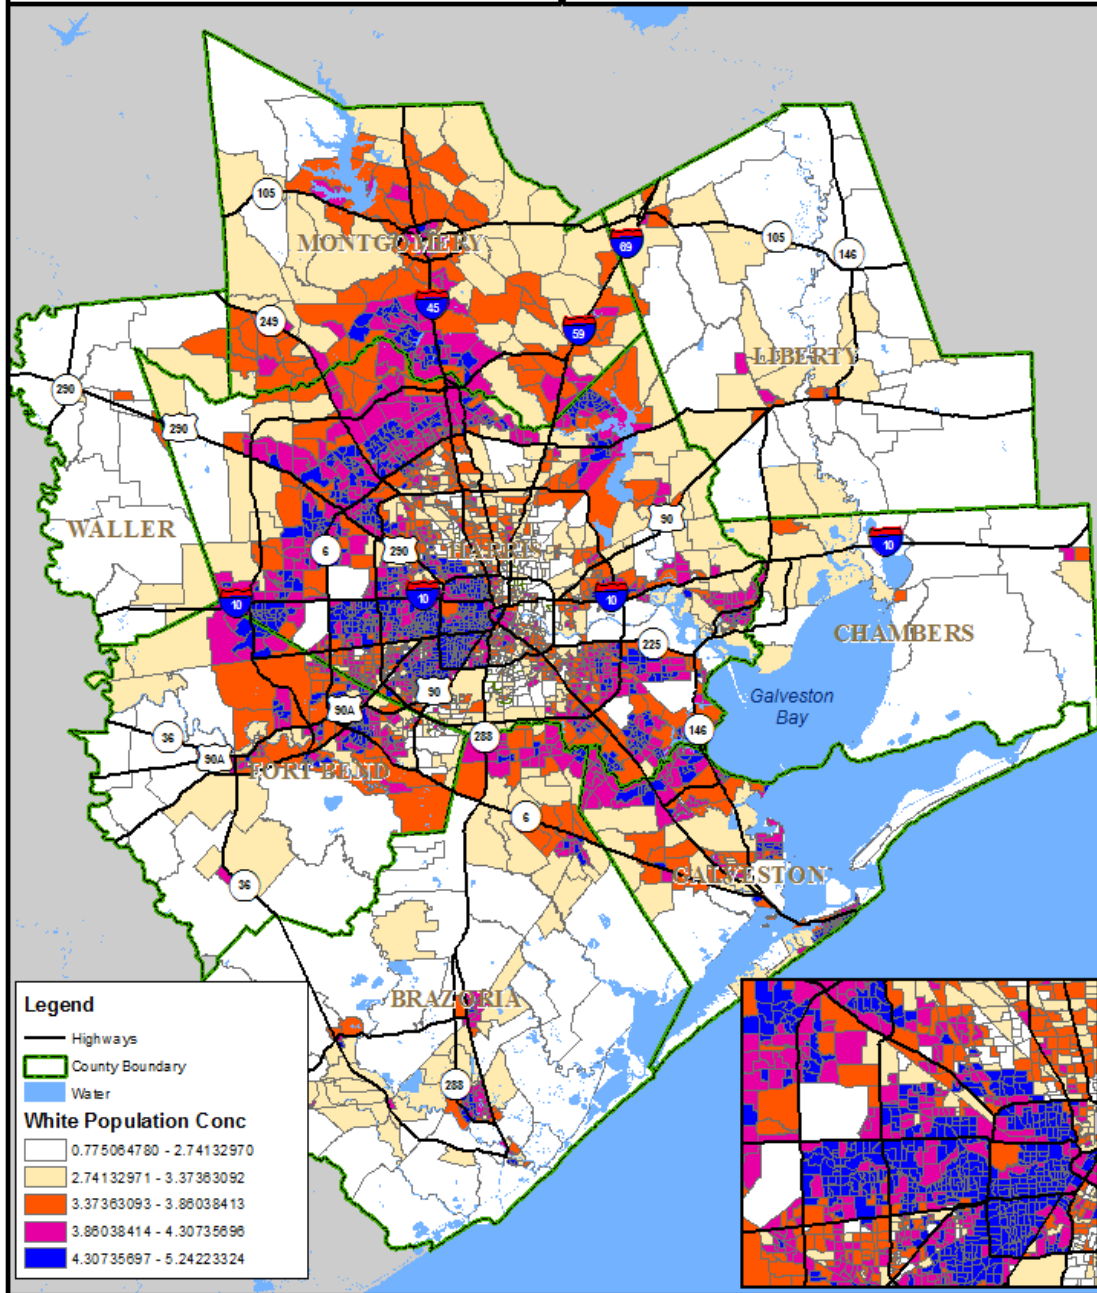 105
MONTGOMERY
69
105
146
45
249
59
LIBERTY
290
290
WALLER
90
6
290
HARRIS
10
10
10
10
225
CHAMBERS
90
Galveston
Bay
90A
36
288
146
90A
FORT BEND
6
36
GALVESTON
BRAZORIA
288
Legend
Highways
County Boundary
Water
White Population Conc
0.775064780 - 2.74132970
2.74132971 - 3.37363092
3.37363093 - 3.86038413
3.86038414 - 4.30735696
4.30735697 - 5.24223324